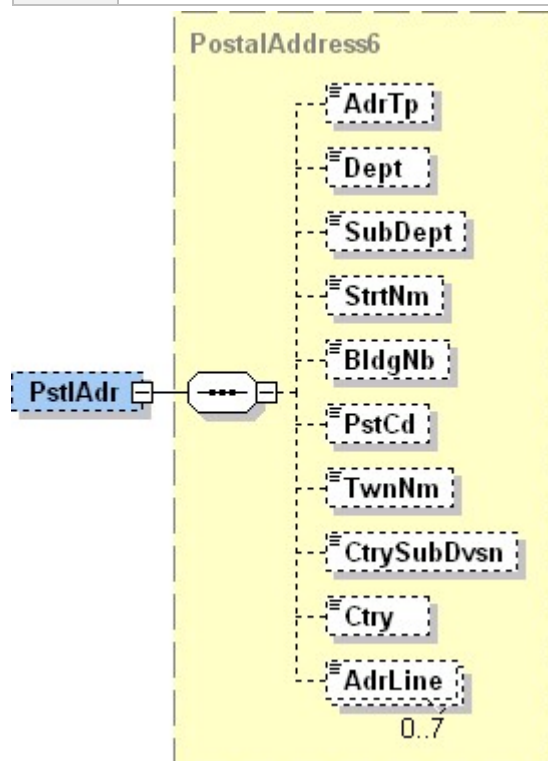 PostalAddress6
AdrTp
Dept
SubDept
StrtNm
BldgNb
PstlAdr
PstCd
TwnNm
CtrySubDvsn
Ctry
AdrLine
0..7